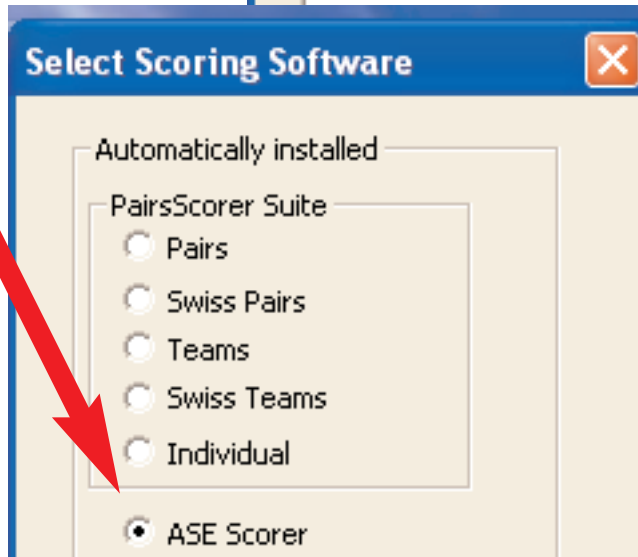 Select Scoring Software
Automatically installed
PairsScorer Suite
Pairs
Swiss Pairs
Teams
Swiss Teams
Individual
ASE Scorer